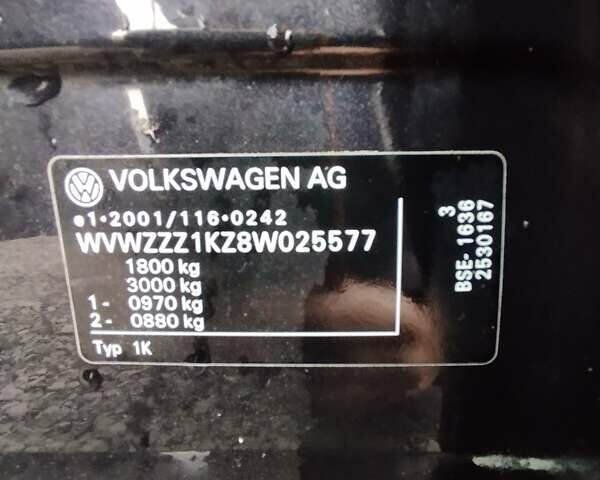 VOLKSWAGEN AG
e1*2001/116*0242
WVWZZZ1KZ8W025577
1800 kg
3000 kg
1- 0970 kg
2- 0880 kg
Typ 1K
3
BSE- 1636
2530167